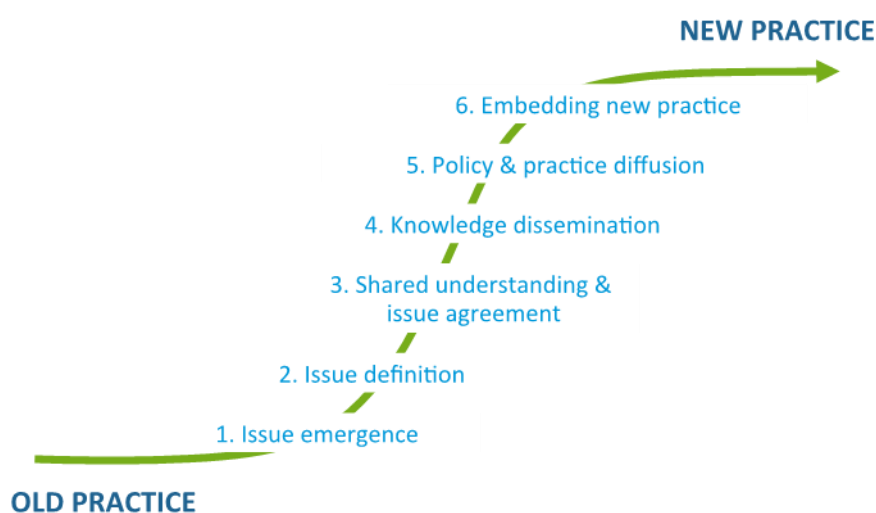 NEW PRACTICE
6. Embedding new practice
5. Policy & practice diffusion
4. Knowledge dissemination
3. Shared understanding &
issue agreement
2. Issue definition
1. Issue emergence
OLD PRACTICE